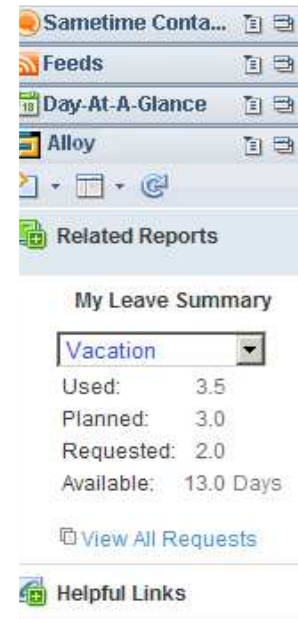 Sametime Conta...
Feeds
18 Day-At-A-Glance
Alloy
Related Reports
My Leave Summary
Vacation
Used: 3.5
Planned: 3.0
Requested: 2.0
Available: 13.0 Days
View All Requests
Helpful Links